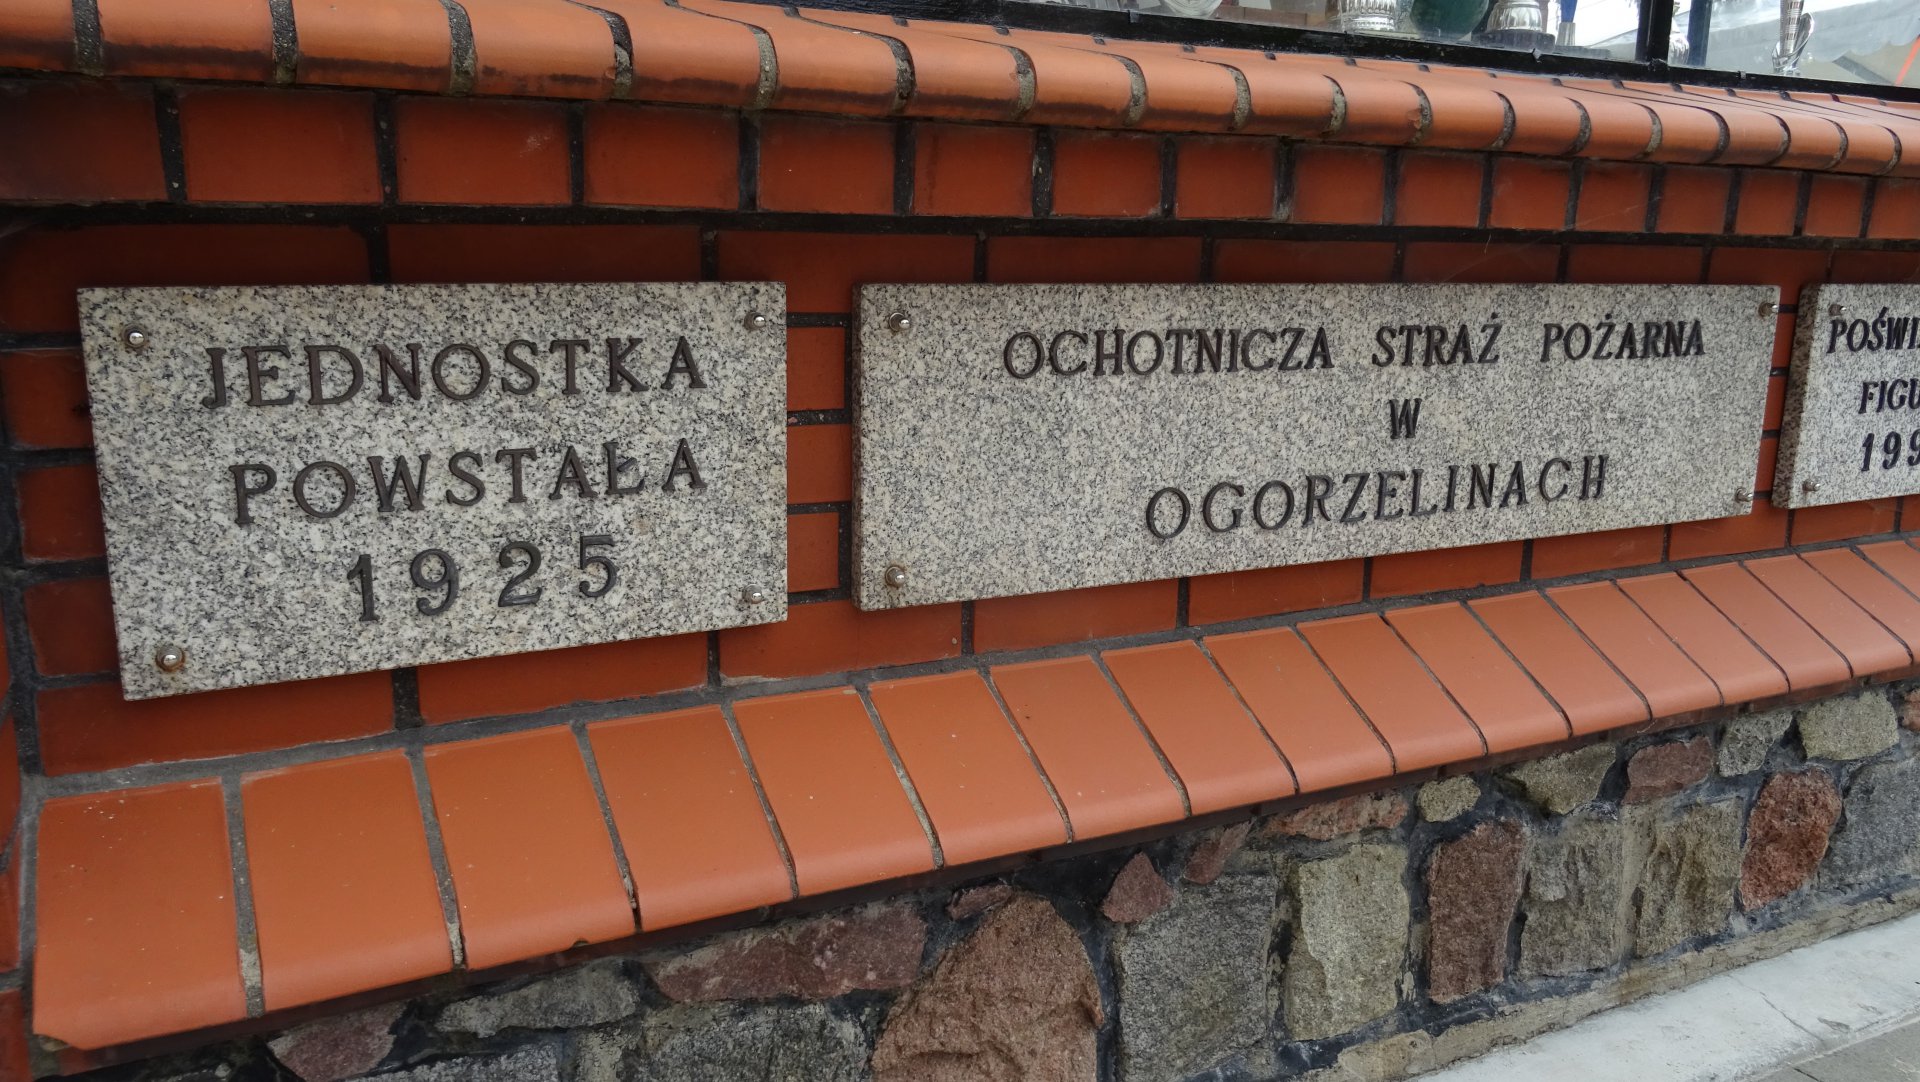 JEDNOSTKA
POWSTAŁA
1925
OCHOTNICZA STRAŻ POŻARNA
W
OGORZELINACH